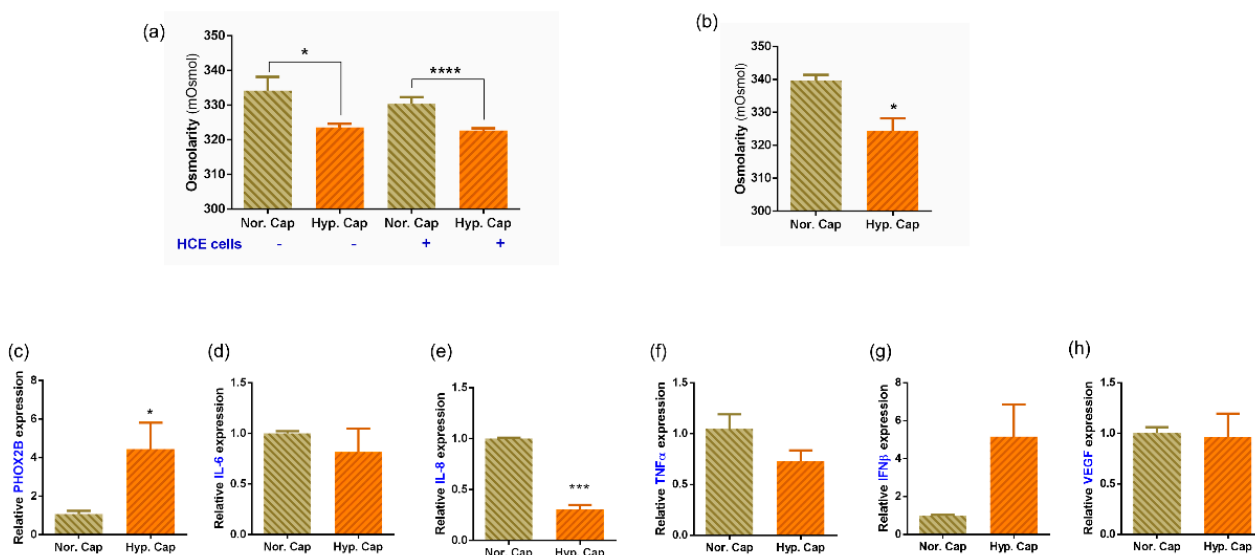 (a)
Osmolarity (mOsmol)
350
340
330
320
310
300
*
****
Nor. Cap Hyp. Cap Nor. Cap Hyp. Cap
HCE cells - - + +
(b)
Osmolarity (mOsmol)
350
340
330
320
310
300
*
Nor. Cap Hyp. Cap
(c)
Relative PHOX2B expression
8
6
4
2
0
*
Nor. Cap Hyp. Cap
(d)
Relative IL-6 expression
1.5
1.0
0.5
0.0
Nor. Cap Hyp. Cap
(e)
Relative IL-8 expression
1.5
1.0
0.5
0.0
***
Nor. Cap Hyp. Cap
(f)
Relative TNFα expression
1.5
1.0
0.5
0.0
Nor. Cap Hyp. Cap
(g)
Relative IFNβ expression
8
6
4
2
0
Nor. Cap Hyp. Cap
(h)
Relative VEGF expression
1.5
1.0
0.5
0.0
Nor. Cap Hyp. Cap